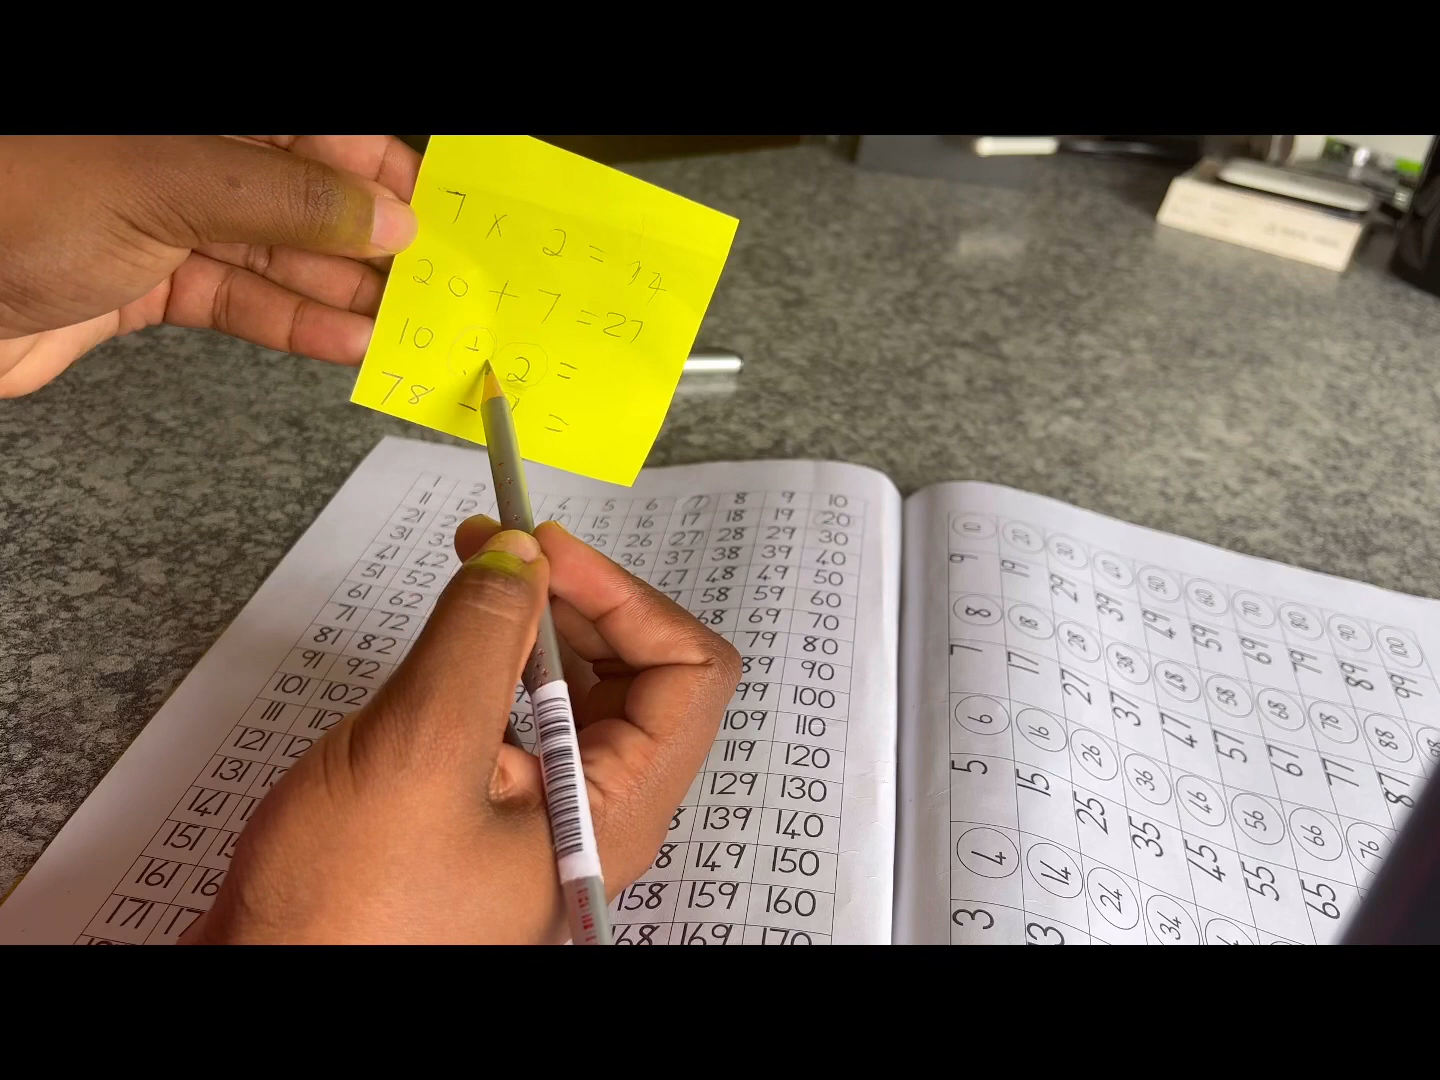 7 x 2 = 14
20 + 7 = 27
10 ÷ 2 =
78 - =
1 2 4 5 6 7 8 9 10
11 12 15 16 17 18 19 20
21 25 26 27 28 29 30
31 36 37 38 39 40
41 42 47 48 49 50
51 52 58 59 60
61 62 68 69 70
71 72 79 80
81 82 89 90
91 92 99 100
101 102 109 110
111 119 120
121 129 130
131 139 140
141 149 150
151 158 159 160
161 168 169 170
171
3 4 5 6 7 8 9 10
14 15 16 17 18 19 20
24 25 26 27 28 29 30
34 35 36 37 38 39 40
45 46 47 48 49 50
55 56 57 58 59 60
65 66 67 68 69 70
76 77 78 79 80
87 88 89 90
98 99 100